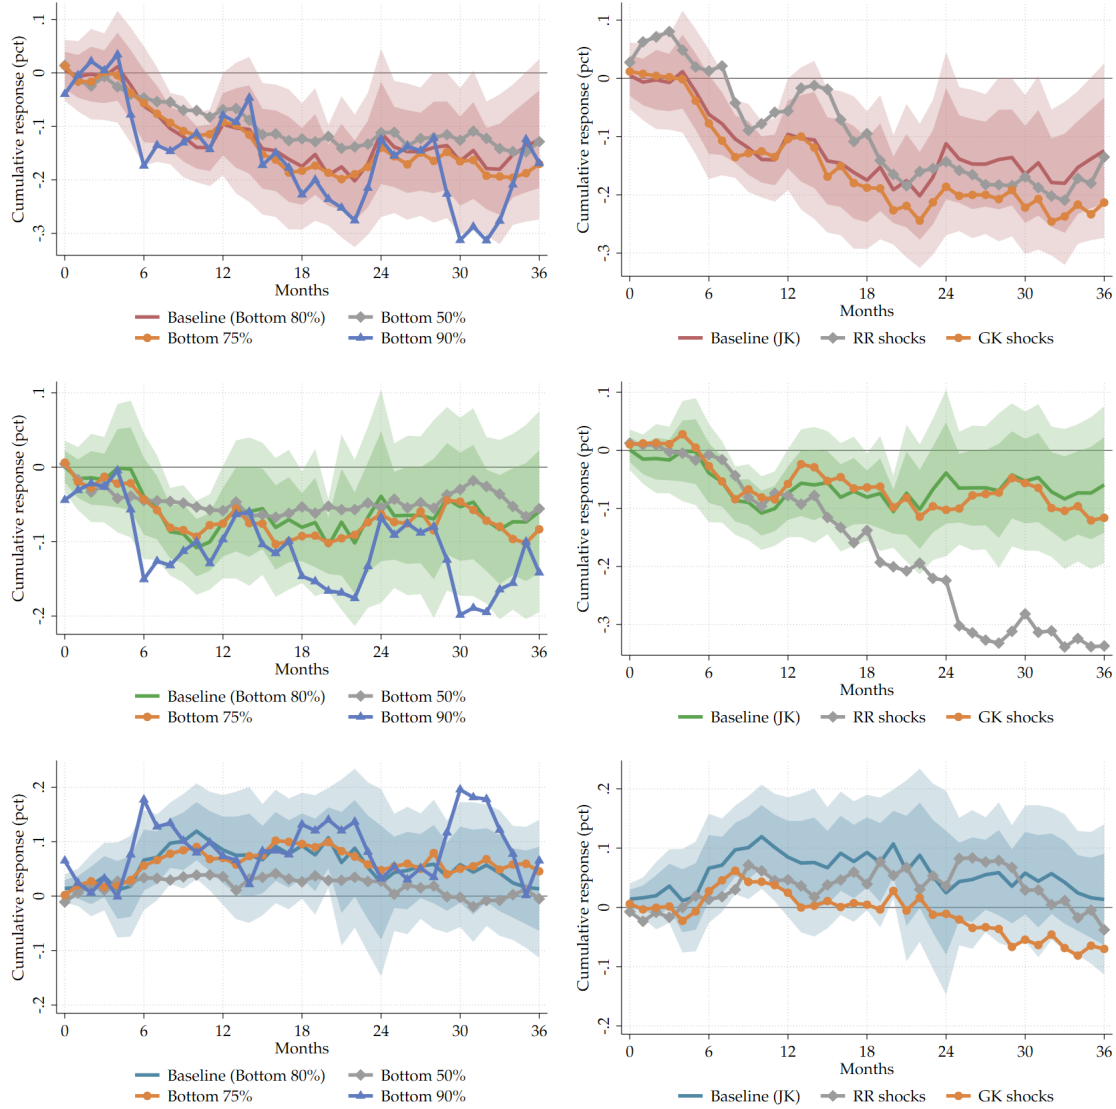 Cumulative response (pct)
.1
0
-.1
-.2
-.3
0 6 12 18 24 30 36
Months
Baseline (Bottom 80%) Bottom 50%
Bottom 75% Bottom 90%
Cumulative response (pct)
.1
0
-.1
-.2
-.3
0 6 12 18 24 30 36
Months
Baseline (JK) RR shocks GK shocks
Cumulative response (pct)
.1
0
-.1
-.2
0 6 12 18 24 30 36
Months
Baseline (Bottom 80%) Bottom 50%
Bottom 75% Bottom 90%
Cumulative response (pct)
.1
0
-.1
-.2
-.3
0 6 12 18 24 30 36
Months
Baseline (JK) RR shocks GK shocks
Cumulative response (pct)
.2
.1
0
-.1
-.2
0 6 12 18 24 30 36
Months
Baseline (Bottom 80%) Bottom 50%
Bottom 75% Bottom 90%
Cumulative response (pct)
.2
.1
0
-.1
-.2
0 6 12 18 24 30 36
Months
Baseline (JK) RR shocks GK shocks